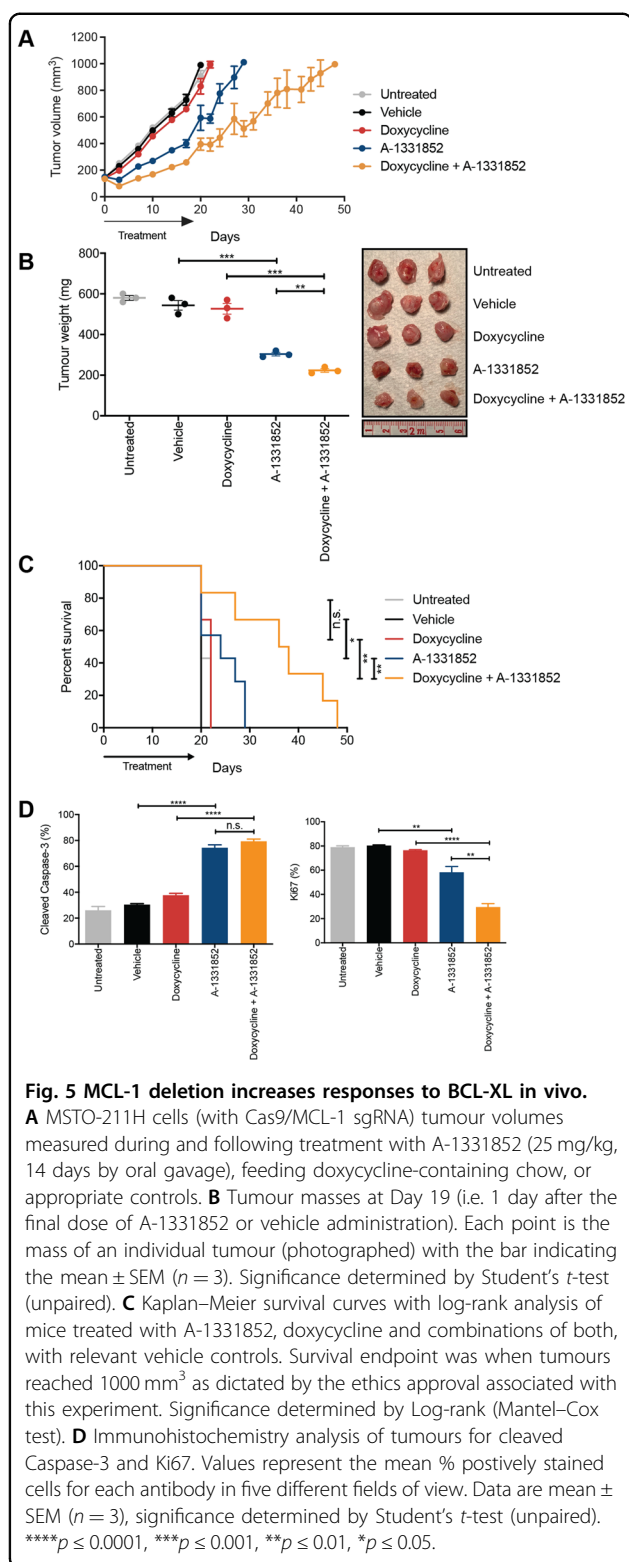 A
Tumor volume (mm³)
1200
1000
800
600
400
200
0
0 10 20 30 40 50
Treatment Days
Untreated
Vehicle
Doxycycline
A-1331852
Doxycycline + A-1331852
B
Tumour weight (mg
800
600
400
200
0
***
***
**
Untreated
Vehicle
Doxycycline
A-1331852
Doxycycline + A-1331852
Untreated
Vehicle
Doxycycline
A-1331852
Doxycycline + A-1331852
1 2 3 2 m 5 6
C
Percent survival
100
80
60
40
20
0
0 10 20 30 40 50
Treatment Days
Untreated
Vehicle
Doxycycline
A-1331852
Doxycycline + A-1331852
n.s.
*
**
**
D
Cleaved Caspase-3 (%)
100
80
60
40
20
0
****
****
n.s.
Untreated
Vehicle
Doxycycline
A-1331852
Doxycycline + A-1331852
Ki67 (%)
100
80
60
40
20
0
**
****
**
Untreated
Vehicle
Doxycycline
A-1331852
Doxycycline + A-1331852
Fig. 5 MCL-1 deletion increases responses to BCL-XL in vivo.
A MSTO-211H cells (with Cas9/MCL-1 sgRNA) tumour volumes
measured during and following treatment with A-1331852 (25 mg/kg,
14 days by oral gavage), feeding doxycycline-containing chow, or
appropriate controls. B Tumour masses at Day 19 (i.e. 1 day after the
final dose of A-1331852 or vehicle administration). Each point is the
mass of an individual tumour (photographed) with the bar indicating
the mean ± SEM (n = 3). Significance determined by Student's t-test
(unpaired). C Kaplan–Meier survival curves with log-rank analysis of
mice treated with A-1331852, doxycycline and combinations of both,
with relevant vehicle controls. Survival endpoint was when tumours
reached 1000 mm³ as dictated by the ethics approval associated with
this experiment. Significance determined by Log-rank (Mantel–Cox
test). D Immunohistochemistry analysis of tumours for cleaved
Caspase-3 and Ki67. Values represent the mean % postively stained
cells for each antibody in five different fields of view. Data are mean ±
SEM (n = 3), significance determined by Student's t-test (unpaired).
****p ≤ 0.0001, ***p ≤ 0.001, **p ≤ 0.01, *p ≤ 0.05.